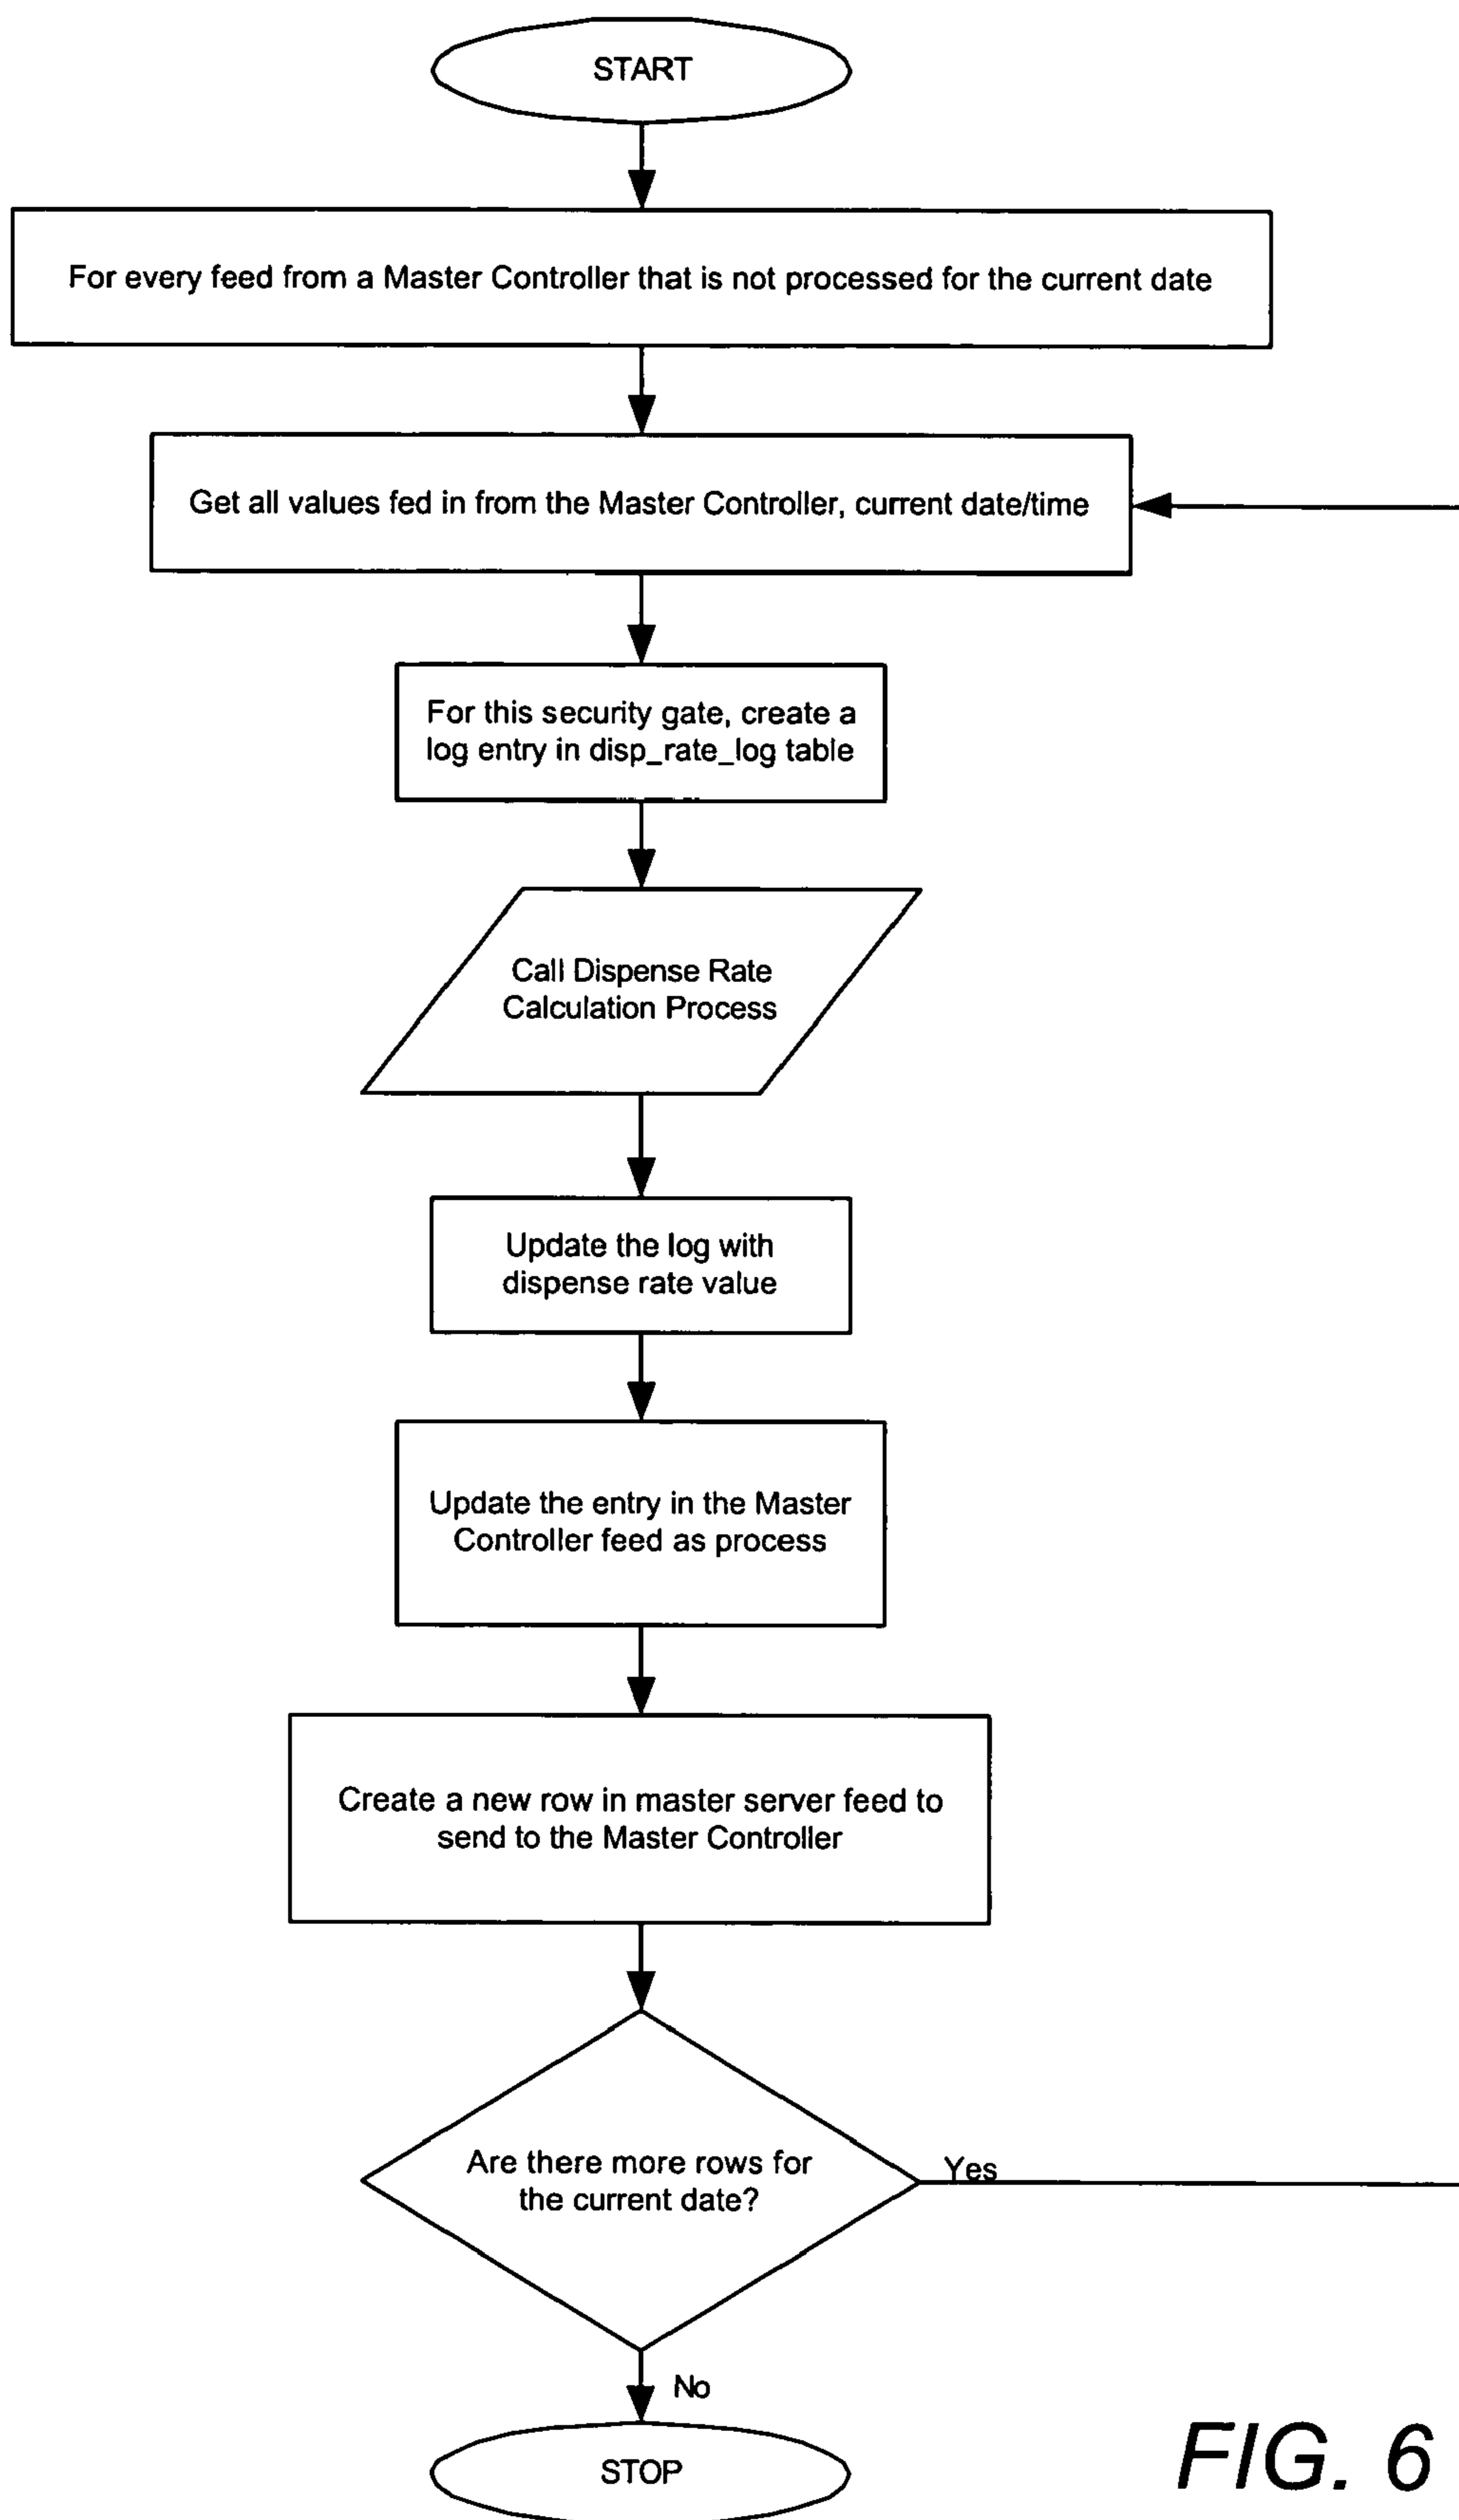 START
For every feed from a Master Controller that is not processed for the current date
Get all values fed in from the Master Controller, current date/time
For this security gate, create a
log entry in disp_rate_log table
Call Dispense Rate
Calculation Process
Update the log with
dispense rate value
Update the entry in the Master
Controller feed as process
Create a new row in master server feed to
send to the Master Controller
Are there more rows for
the current date?
Yes
No
STOP
FIG. 6